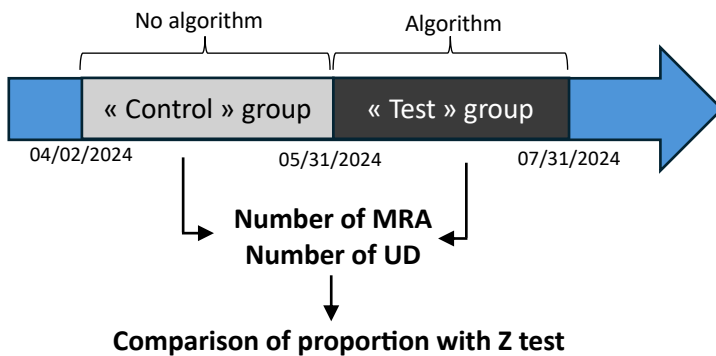 No algorithm
Algorithm
« Control » group
« Test » group
04/02/2024
05/31/2024
07/31/2024
Number of MRA
Number of UD
Comparison of proportion with Z test